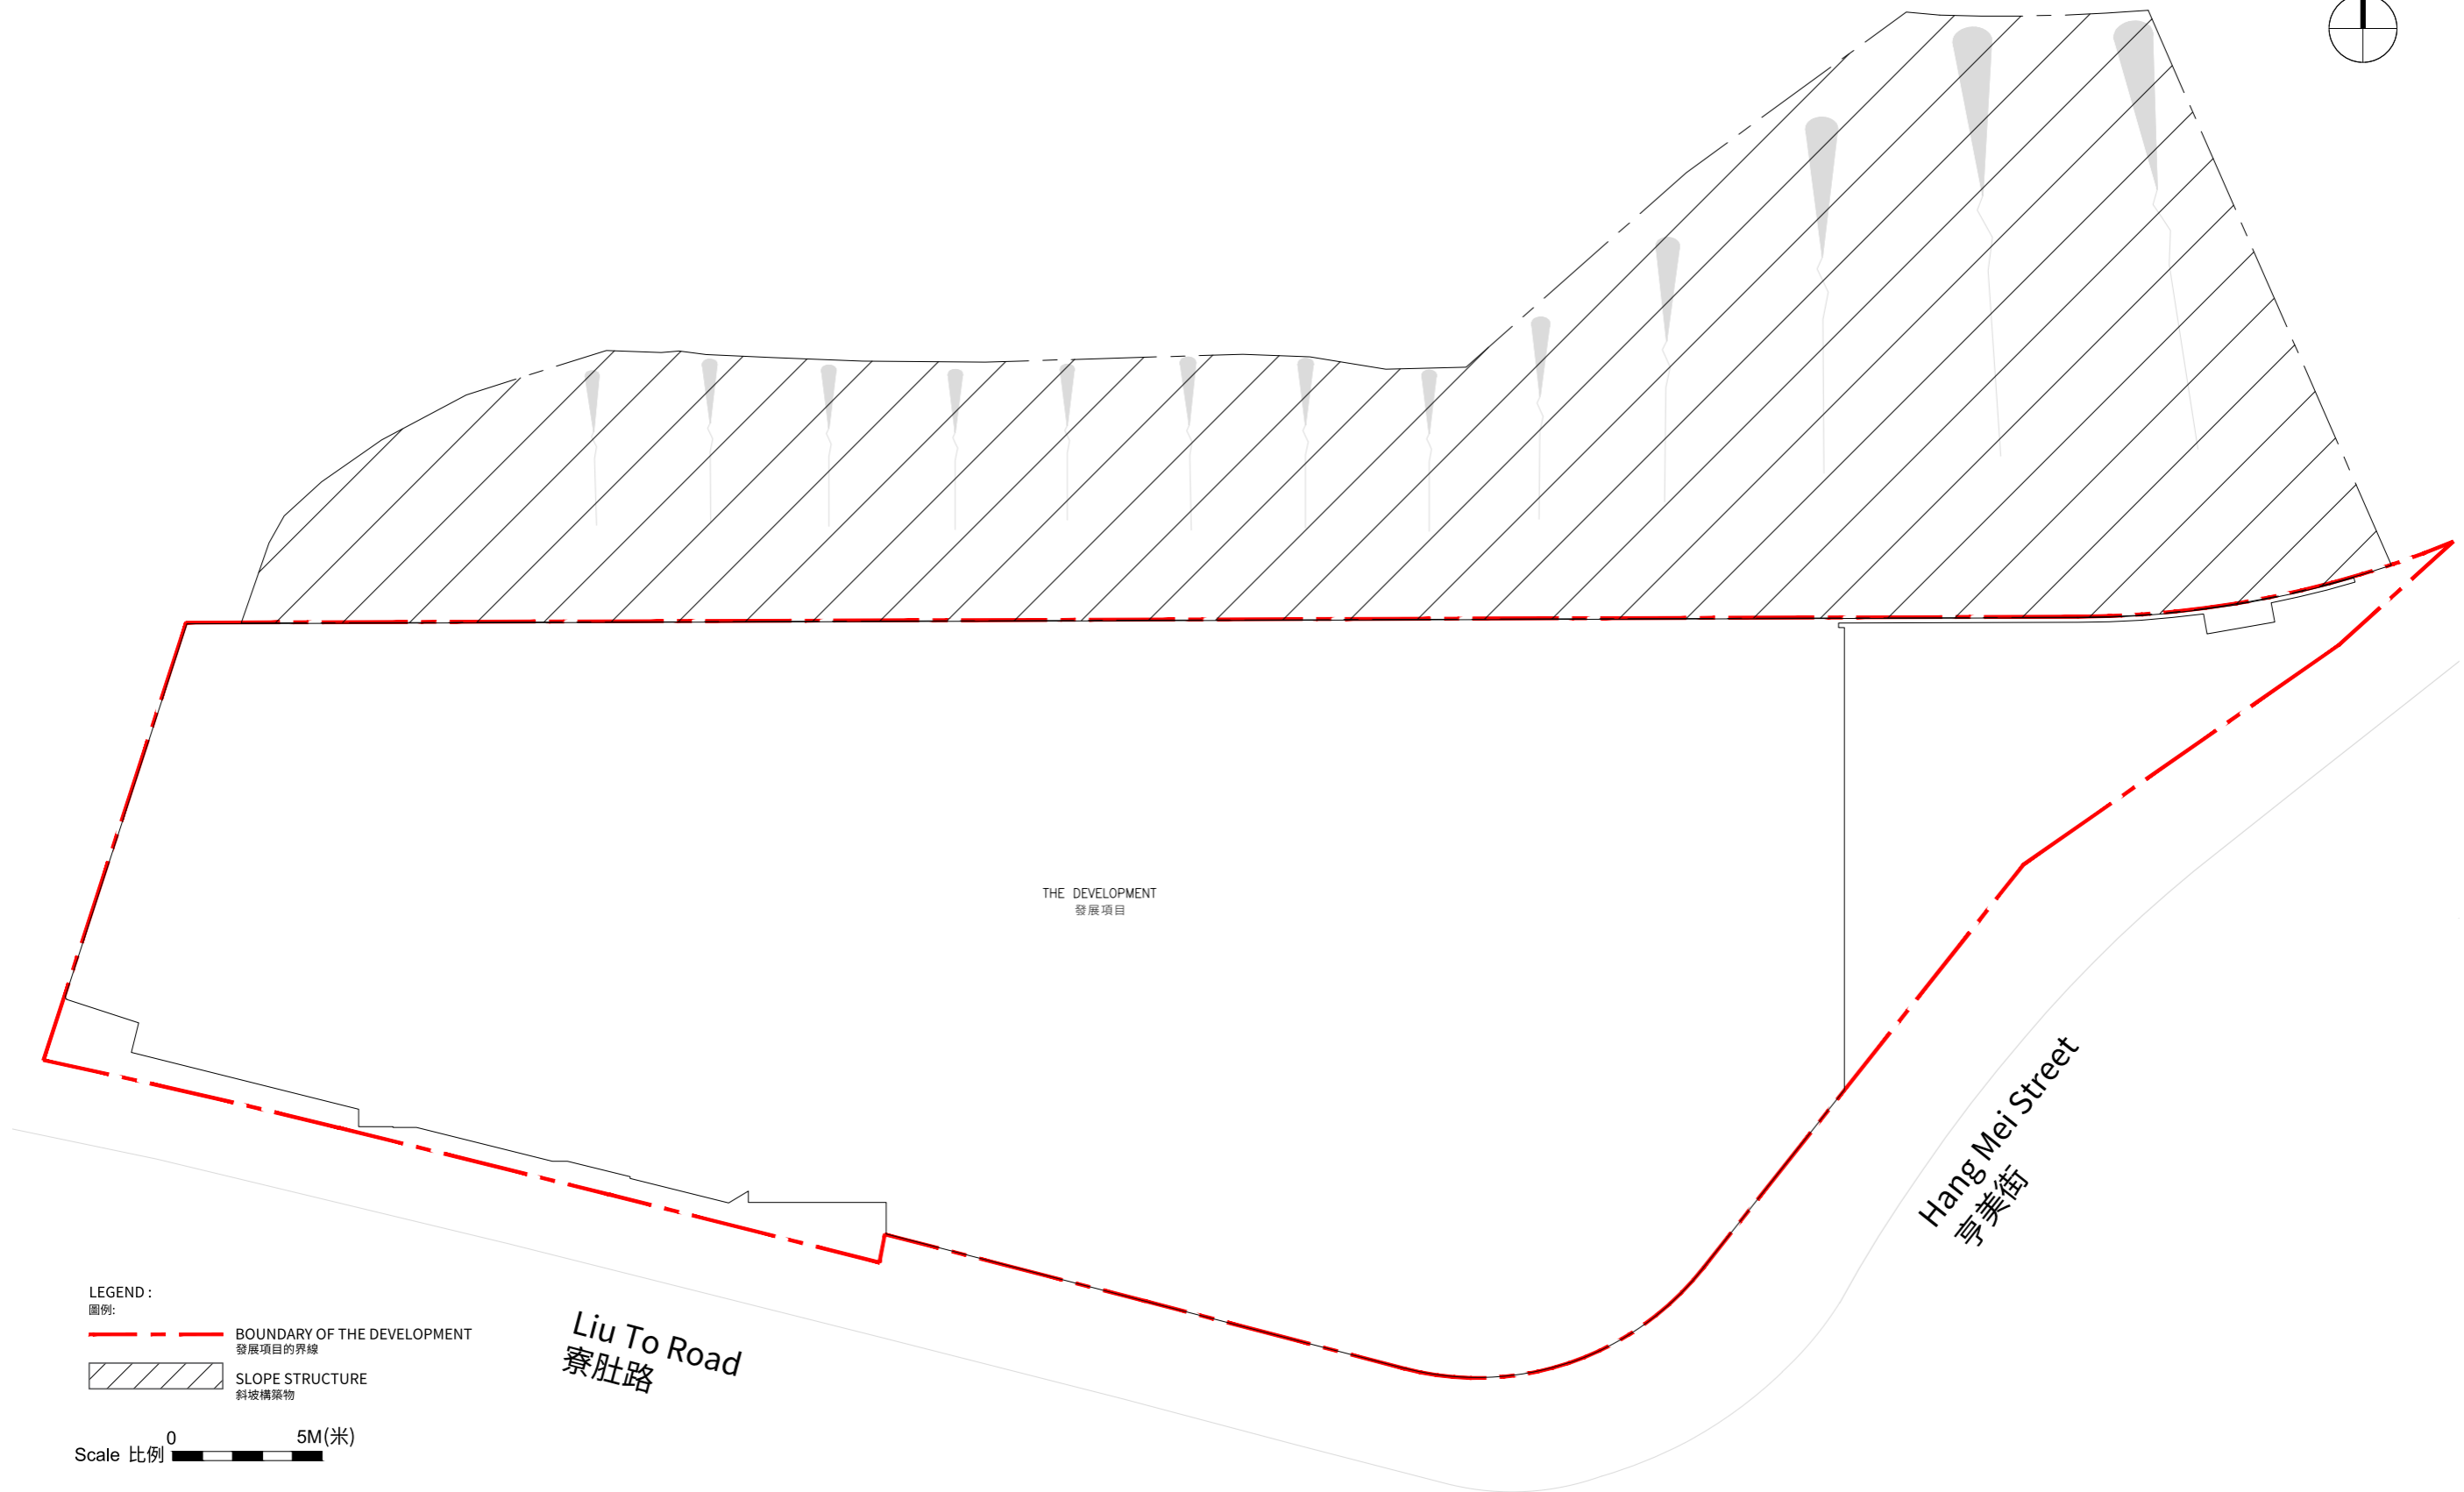 THE DEVELOPMENT
發展項目
Hang Mei Street
亨美街
Liu To Road
寮肚路
LEGEND :
圖例:
BOUNDARY OF THE DEVELOPMENT
發展項目的界線
SLOPE STRUCTURE
斜坡構築物
0 5M(米)
Scale 比例